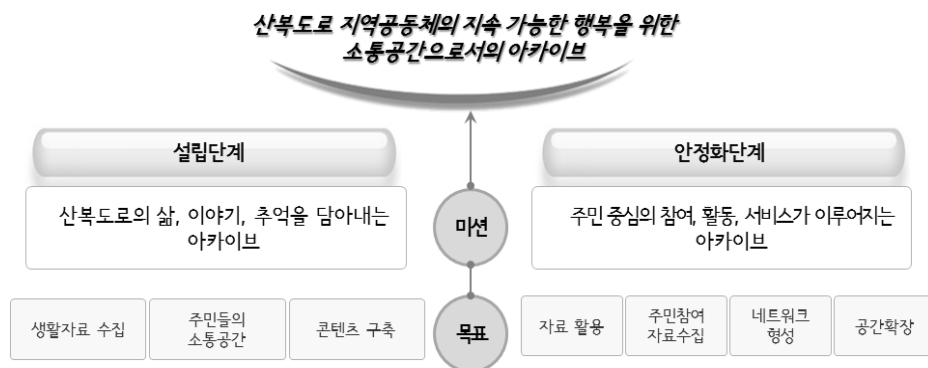 산복도로 지역공동체의 지속 가능한 행복을 위한
소통공간으로서의 아카이브
설립단계
안정화단계
산복도로의 삶, 이야기, 추억을 담아내는
아카이브
미션
주민 중심의 참여, 활동, 서비스가 이루어지는
아카이브
생활자료 수집
주민들의
소통공간
콘텐츠 구축
목표
자료 활용
주민참여
자료수집
네트워크
형성
공간확장